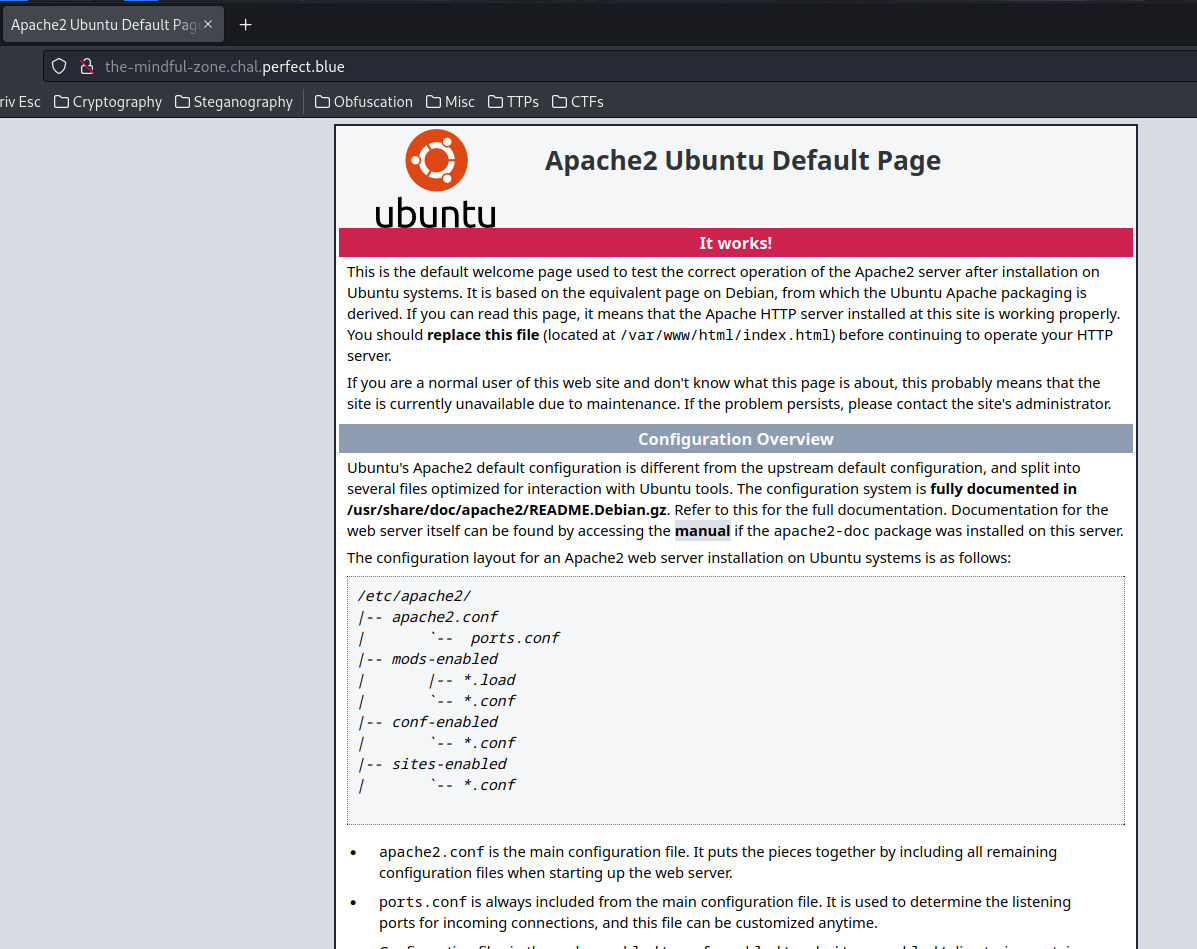 Apache2 Ubuntu Default Pag
the-mindful-zone.chal.perfect.blue
riv Esc Cryptography Steganography Obfuscation Misc TTPs CTFs
ubuntu
Apache2 Ubuntu Default Page
It works!
This is the default welcome page used to test the correct operation of the Apache2 server after installation on
Ubuntu systems. It is based on the equivalent page on Debian, from which the Ubuntu Apache packaging is
derived. If you can read this page, it means that the Apache HTTP server installed at this site is working properly.
You should replace this file (located at /var/www/html/index.html) before continuing to operate your HTTP
server.
If you are a normal user of this web site and don't know what this page is about, this probably means that the
site is currently unavailable due to maintenance. If the problem persists, please contact the site's administrator.
Configuration Overview
Ubuntu's Apache2 default configuration is different from the upstream default configuration, and split into
several files optimized for interaction with Ubuntu tools. The configuration system is fully documented in
/usr/share/doc/apache2/README.Debian.gz. Refer to this for the full documentation. Documentation for the
web server itself can be found by accessing the manual if the apache2-doc package was installed on this server.
The configuration layout for an Apache2 web server installation on Ubuntu systems is as follows:
/etc/apache2/
|-- apache2.conf
|       `--  ports.conf
|-- mods-enabled
|       |-- *.load
|       `-- *.conf
|-- conf-enabled
|       `-- *.conf
|-- sites-enabled
|       `-- *.conf
• apache2.conf is the main configuration file. It puts the pieces together by including all remaining
configuration files when starting up the web server.
• ports.conf is always included from the main configuration file. It is used to determine the listening
ports for incoming connections, and this file can be customized anytime.